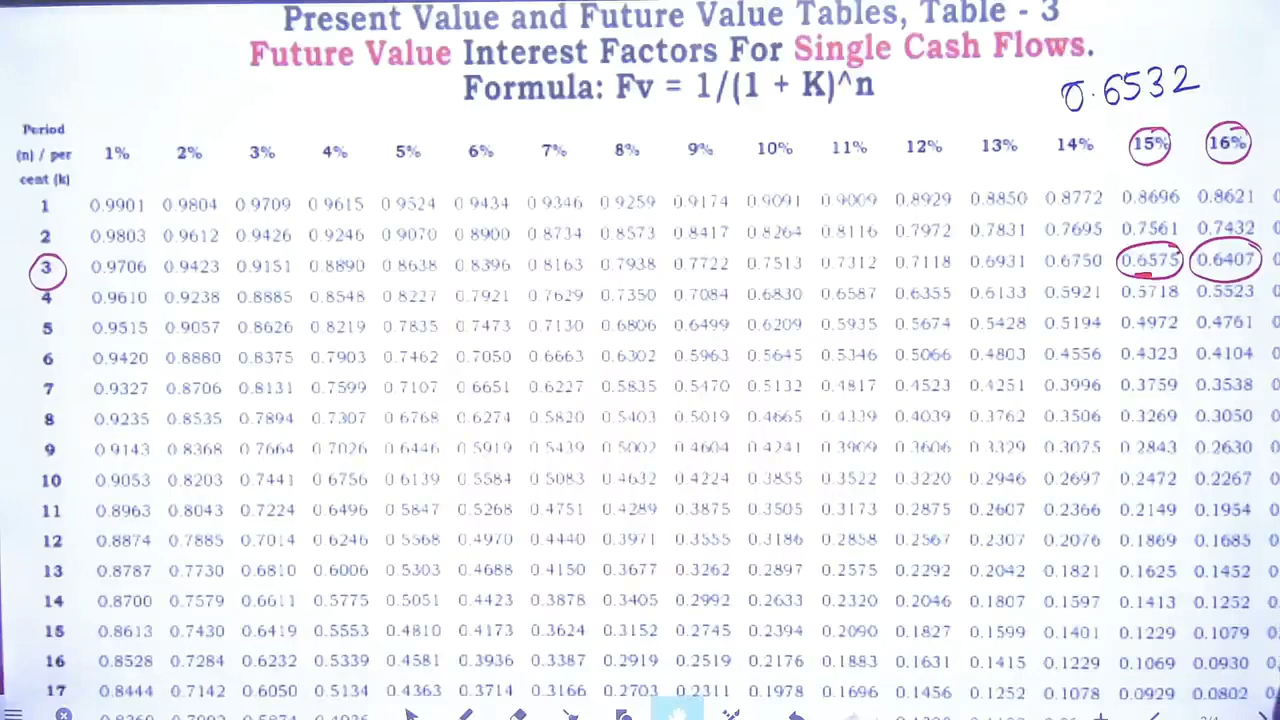 Present Value and Future Value Tables, Table - 3
Future Value Interest Factors For Single Cash Flows.
Formula: Fv = 1/(1 + K)^n
0.6532
Period (n) / per cent (k) 1% 2% 3% 4% 5% 6% 7% 8% 9% 10% 11% 12% 13% 14% 15% 16%
1 0.9901 0.9804 0.9709 0.9615 0.9524 0.9434 0.9346 0.9259 0.9174 0.9091 0.9009 0.8929 0.8850 0.8772 0.8696 0.8621
2 0.9803 0.9612 0.9426 0.9246 0.9070 0.8900 0.8734 0.8573 0.8417 0.8264 0.8116 0.7972 0.7831 0.7695 0.7561 0.7432
3 0.9706 0.9423 0.9151 0.8890 0.8638 0.8396 0.8163 0.7938 0.7722 0.7513 0.7312 0.7118 0.6931 0.6750 0.6575 0.6407
4 0.9610 0.9238 0.8885 0.8548 0.8227 0.7921 0.7629 0.7350 0.7084 0.6830 0.6587 0.6355 0.6133 0.5921 0.5718 0.5523
5 0.9515 0.9057 0.8626 0.8219 0.7835 0.7473 0.7130 0.6806 0.6499 0.6209 0.5935 0.5674 0.5428 0.5194 0.4972 0.4761
6 0.9420 0.8880 0.8375 0.7903 0.7462 0.7050 0.6663 0.6302 0.5963 0.5645 0.5346 0.5066 0.4803 0.4556 0.4323 0.4104
7 0.9327 0.8706 0.8131 0.7599 0.7107 0.6651 0.6227 0.5835 0.5470 0.5132 0.4817 0.4523 0.4251 0.3996 0.3759 0.3538
8 0.9235 0.8535 0.7894 0.7307 0.6768 0.6274 0.5820 0.5403 0.5019 0.4665 0.4339 0.4039 0.3762 0.3506 0.3269 0.3050
9 0.9143 0.8368 0.7664 0.7026 0.6446 0.5919 0.5439 0.5002 0.4604 0.4241 0.3909 0.3606 0.3329 0.3075 0.2843 0.2630
10 0.9053 0.8203 0.7441 0.6756 0.6139 0.5584 0.5083 0.4632 0.4224 0.3855 0.3522 0.3220 0.2946 0.2697 0.2472 0.2267
11 0.8963 0.8043 0.7224 0.6496 0.5847 0.5268 0.4751 0.4289 0.3875 0.3505 0.3173 0.2875 0.2607 0.2366 0.2149 0.1954
12 0.8874 0.7885 0.7014 0.6246 0.5568 0.4970 0.4440 0.3971 0.3555 0.3186 0.2858 0.2567 0.2307 0.2076 0.1869 0.1685
13 0.8787 0.7730 0.6810 0.6006 0.5303 0.4688 0.4150 0.3677 0.3262 0.2897 0.2575 0.2292 0.2042 0.1821 0.1625 0.1452
14 0.8700 0.7579 0.6611 0.5775 0.5051 0.4423 0.3878 0.3405 0.2992 0.2633 0.2320 0.2046 0.1807 0.1597 0.1413 0.1252
15 0.8613 0.7430 0.6419 0.5553 0.4810 0.4173 0.3624 0.3152 0.2745 0.2394 0.2090 0.1827 0.1599 0.1401 0.1229 0.1079
16 0.8528 0.7284 0.6232 0.5339 0.4581 0.3936 0.3387 0.2919 0.2519 0.2176 0.1883 0.1631 0.1415 0.1229 0.1069 0.0930
17 0.8444 0.7142 0.6050 0.5134 0.4363 0.3714 0.3166 0.2703 0.2311 0.1978 0.1696 0.1456 0.1252 0.1078 0.0929 0.0802